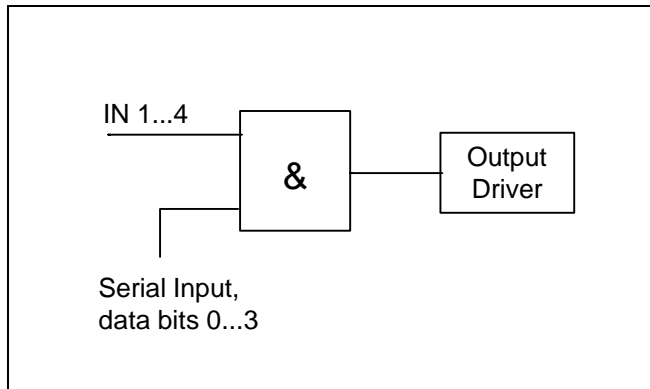 IN 1...4
&
Output
Driver
Serial Input,
data bits 0...3